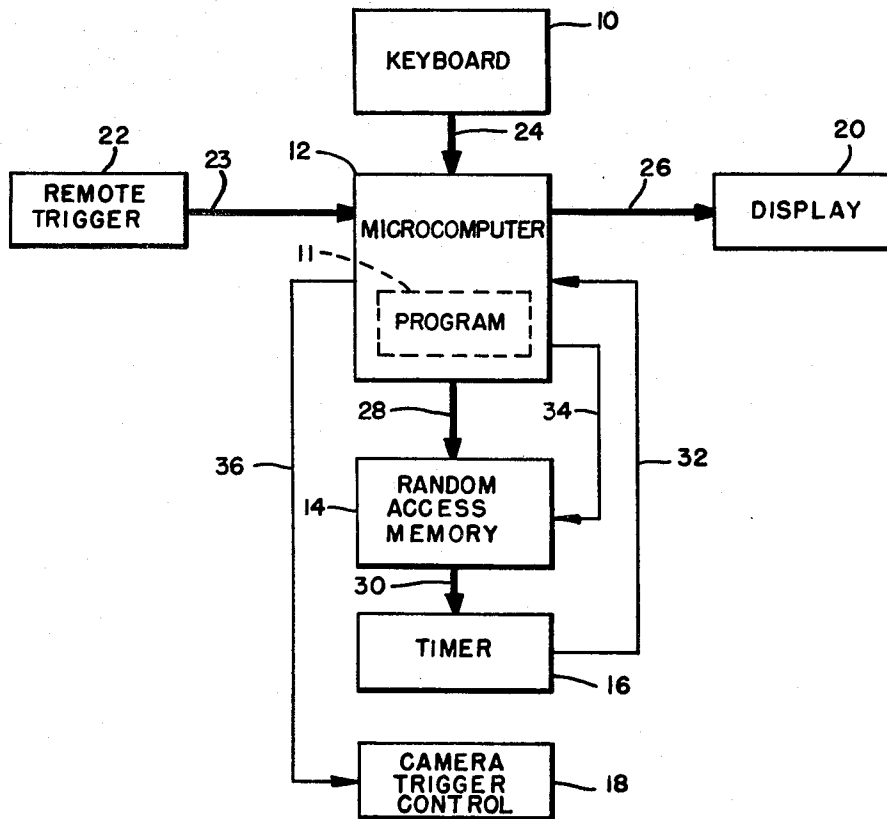 10
KEYBOARD
24
22
23
12
26
20
REMOTE
TRIGGER
MICROCOMPUTER
DISPLAY
11
PROGRAM
28
34
36
32
14
RANDOM
ACCESS
MEMORY
30
TIMER
16
CAMERA
TRIGGER
CONTROL
18